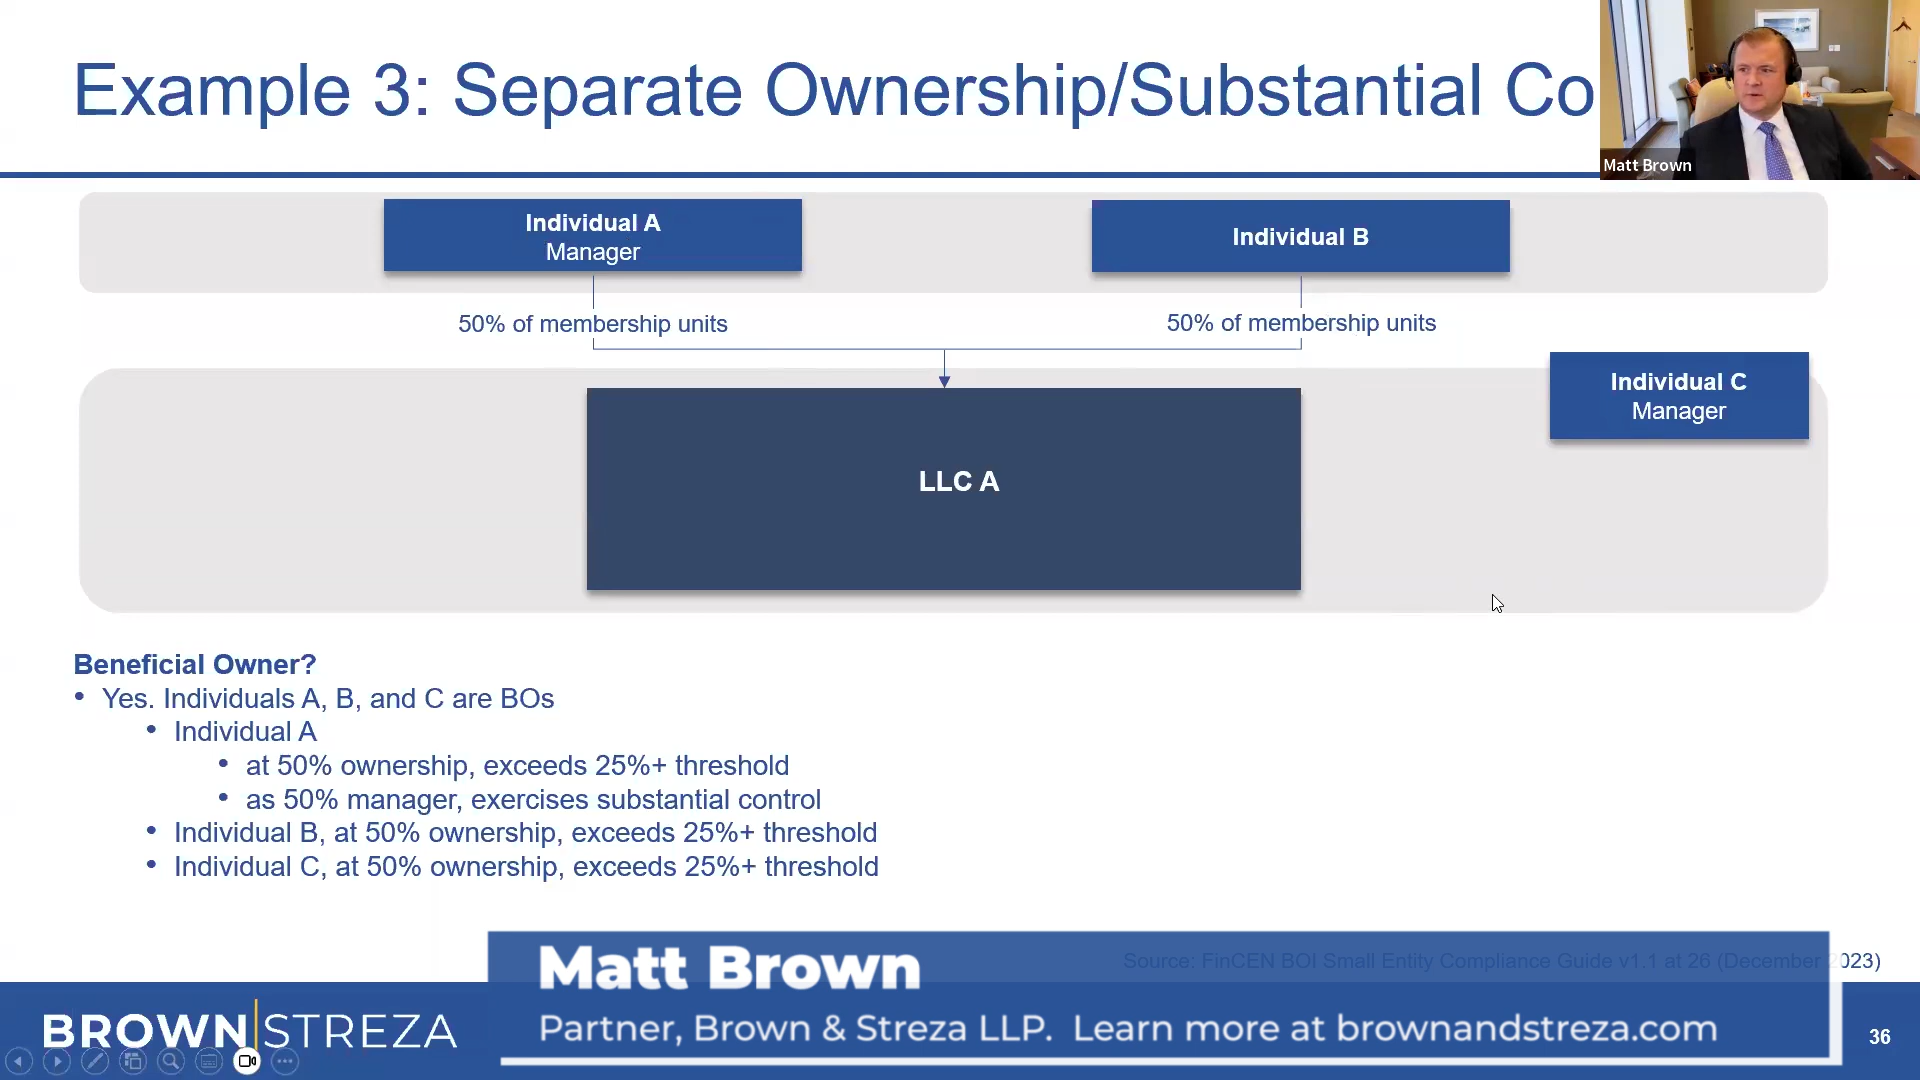 Example 3: Separate Ownership/Substantial Co
Matt Brown
Individual A
Manager
Individual B
50% of membership units
50% of membership units
Individual C
Manager
LLC A
Beneficial Owner?
• Yes. Individuals A, B, and C are BOs
• Individual A
• at 50% ownership, exceeds 25%+ threshold
• as 50% manager, exercises substantial control
• Individual B, at 50% ownership, exceeds 25%+ threshold
• Individual C, at 50% ownership, exceeds 25%+ threshold
Source: FinCEN BOI Small Entity Compliance Guide v1.1 at 26 (December 2023)
Matt Brown
Partner, Brown & Streza LLP. Learn more at brownandstreza.com
BROWN|STREZA
36